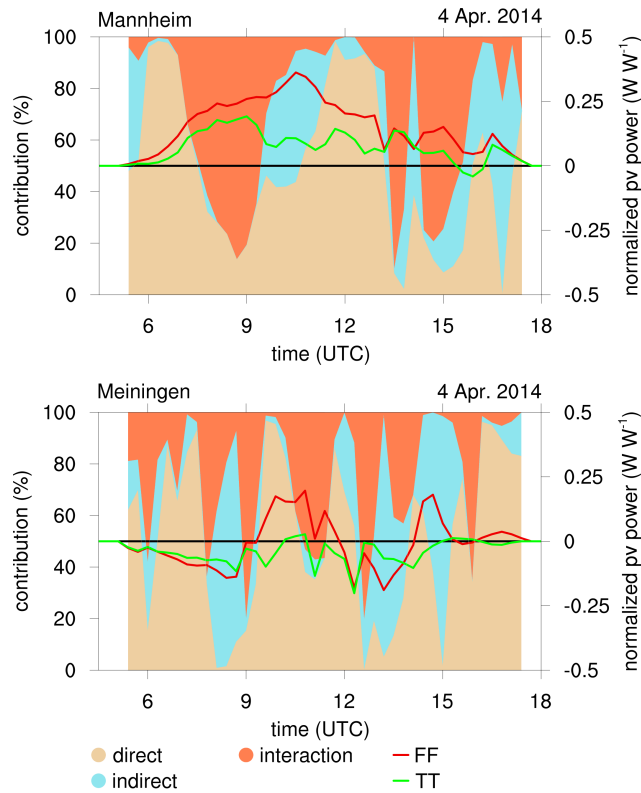 Mannheim 4 Apr. 2014
contribution (%)
100
80
60
40
20
0
normalized pv power (W W⁻¹)
0.5
0.25
0
-0.25
-0.5
6 9 12 15 18
time (UTC)
Meiningen 4 Apr. 2014
contribution (%)
100
80
60
40
20
0
normalized pv power (W W⁻¹)
0.5
0.25
0
-0.25
-0.5
6 9 12 15 18
time (UTC)
direct interaction FF
indirect TT